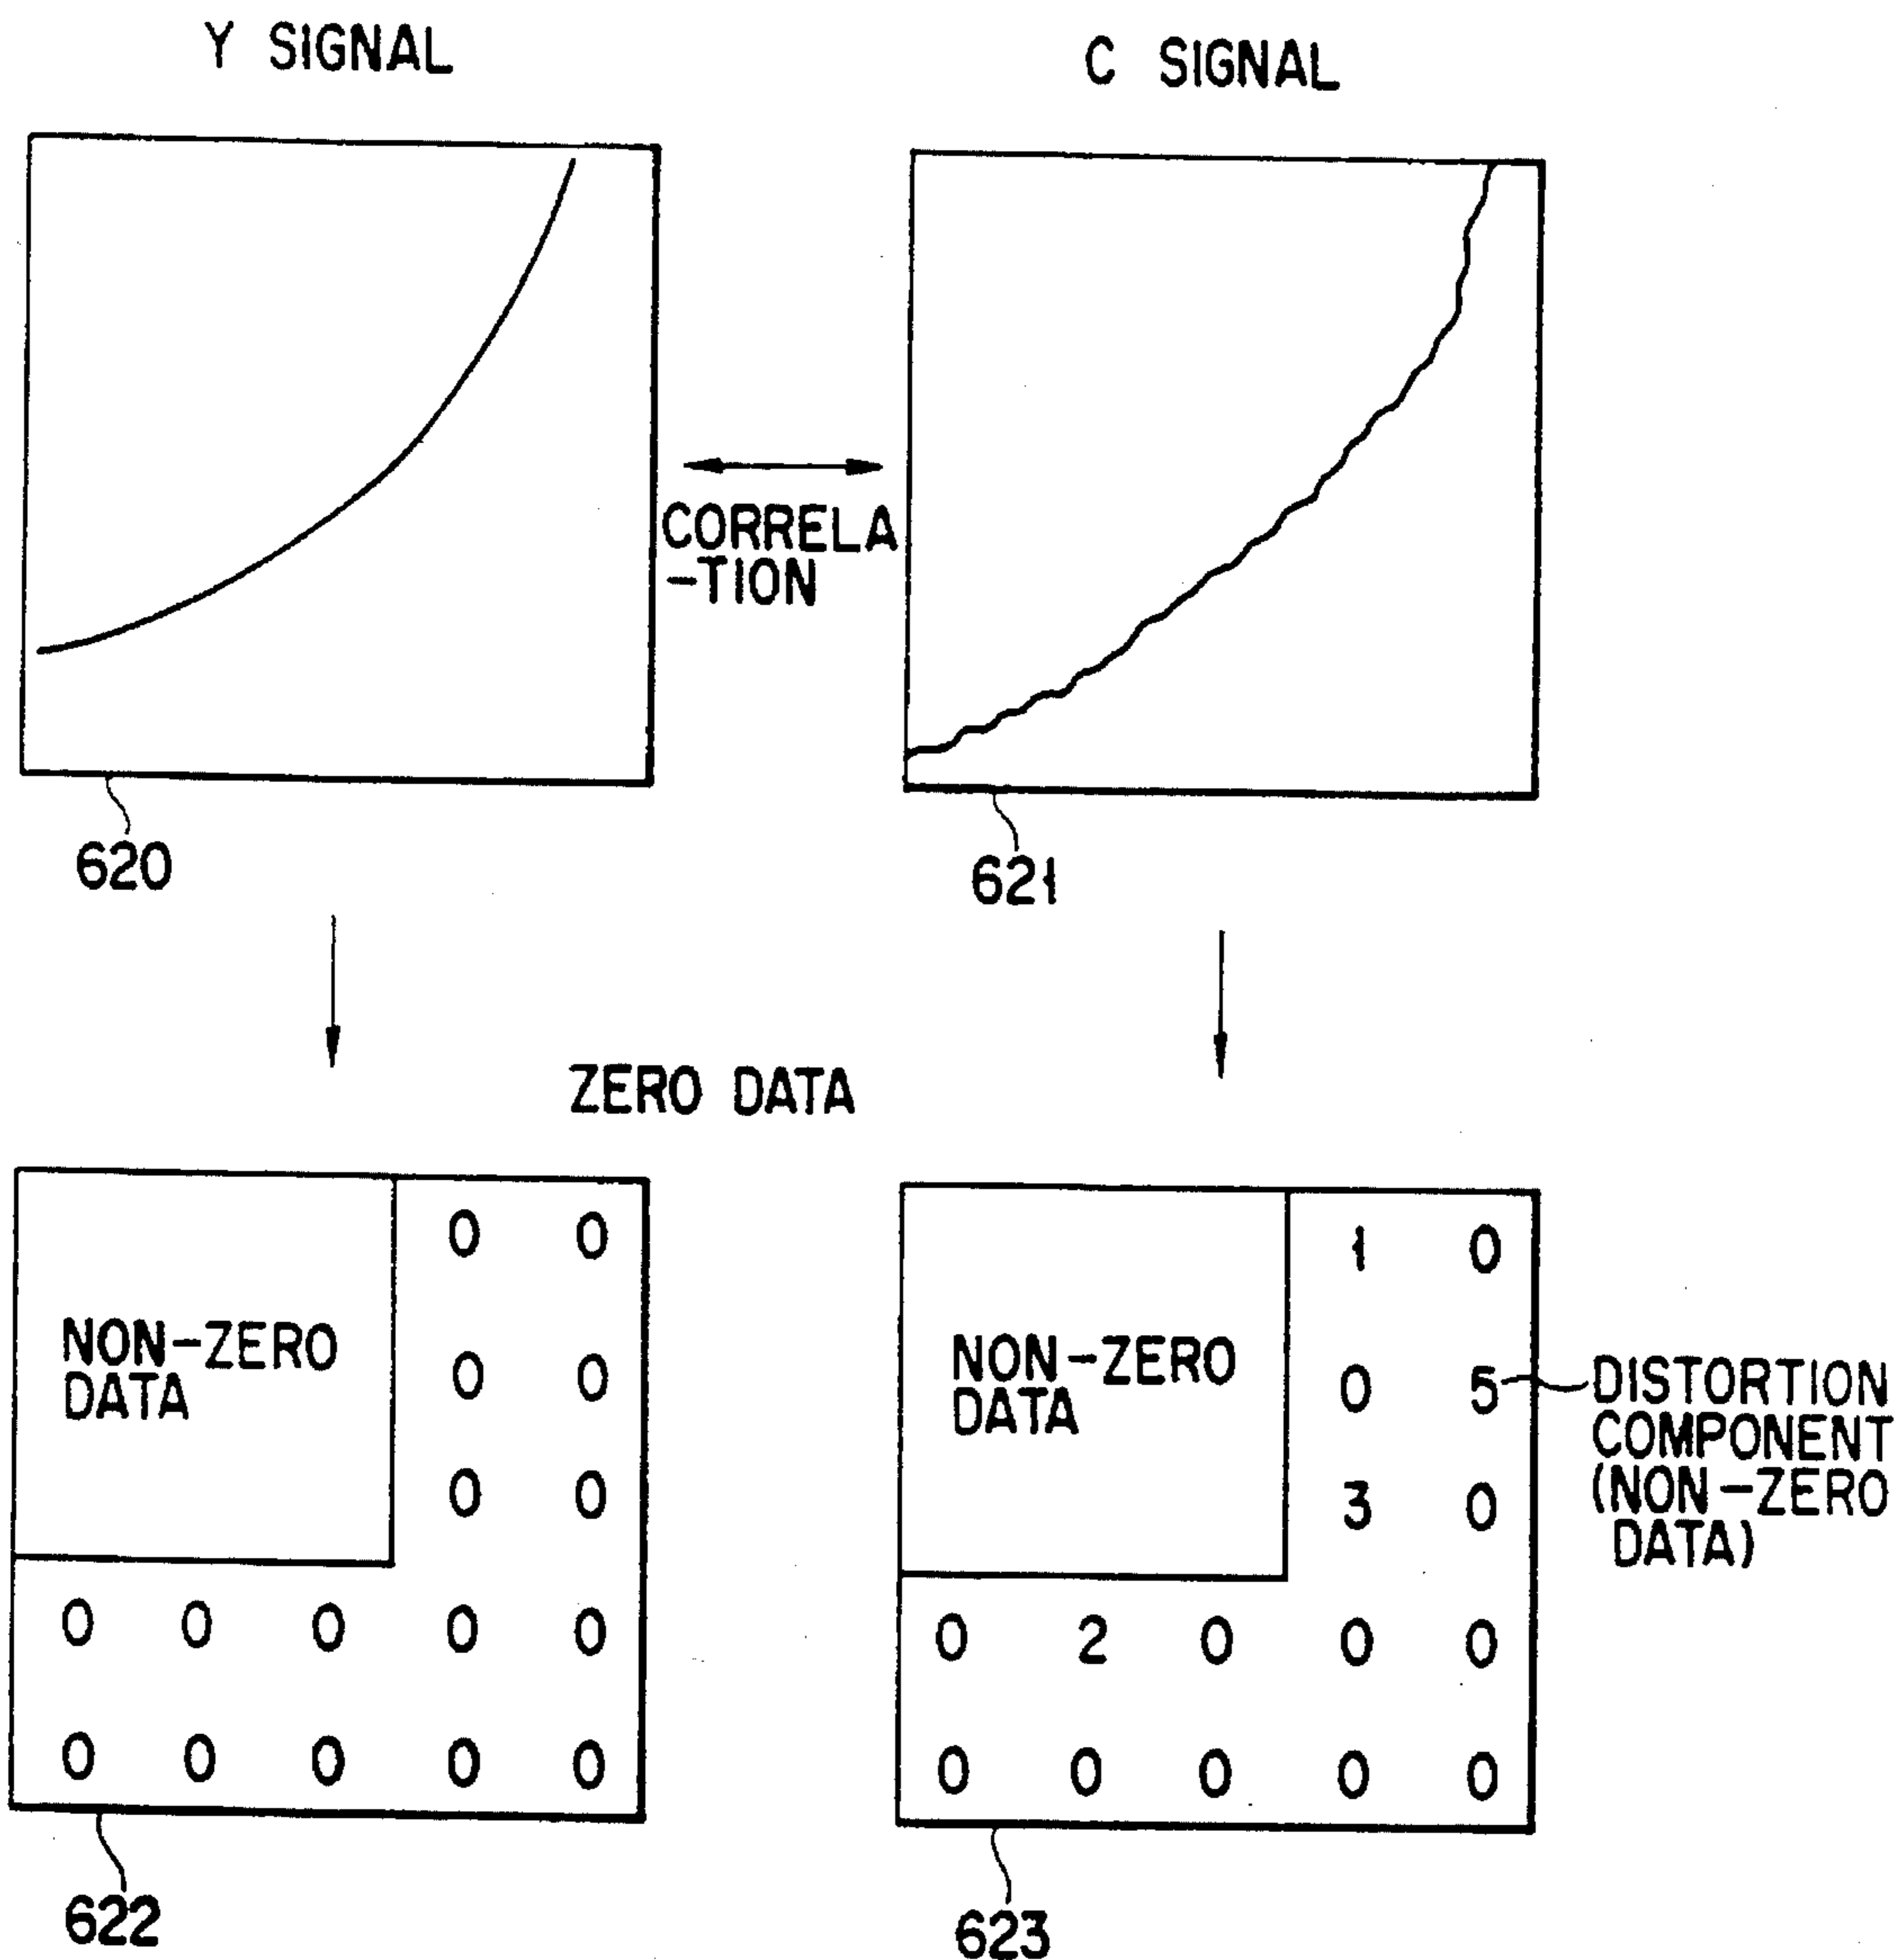 Y SIGNAL
C SIGNAL
CORRELA
-TION
620
621
ZERO DATA
NON-ZERO
DATA
0 0
0 0
0 0
0 0 0 0 0
0 0 0 0 0
622
NON-ZERO
DATA
1 0
0 5
3 0
0 2 0 0 0
0 0 0 0 0
DISTORTION
COMPONENT
(NON-ZERO
DATA)
623